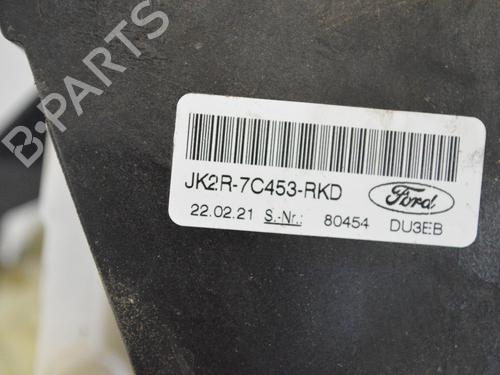 B-PARTS
JK2R-7C453-RKD
Ford
22.02.21 S.-Nr.: 80454 DU3EB